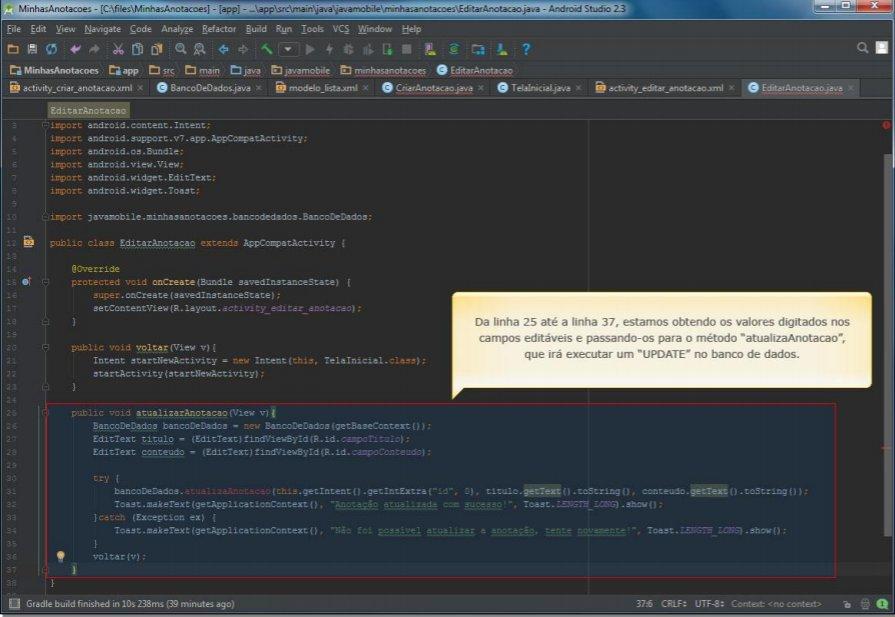 MinhasAnotacoes - [C:\files\MinhasAnotacoes] - [app] - ...\app\src\main\java\javamobile\minhasanotacoes\EditarAnotacao.java - Android Studio 2.3
File Edit View Navigate Code Analyze Refactor Build Run Tools VCS Window Help
MinhasAnotacoes app src main java javamobile minhasanotacoes EditarAnotacao
activity_criar_anotacao.xml BancoDeDados.java modelo_lista.xml CriarAnotacao.java TelaInicial.java activity_editar_anotacao.xml EditarAnotacao.java
EditarAnotacao
3 import android.content.Intent;
4 import android.support.v7.app.AppCompatActivity;
5 import android.os.Bundle;
6 import android.view.View;
7 import android.widget.EditText;
8 import android.widget.Toast;
9
10 import javamobile.minhasanotacoes.bancodedados.BancoDeDados;
11
12 public class EditarAnotacao extends AppCompatActivity {
13
14 @Override
15 protected void onCreate(Bundle savedInstanceState) {
16 super.onCreate(savedInstanceState);
17 setContentView(R.layout.activity_editar_anotacao);
18 }
19
20 public void voltar(View v){
21 Intent startNewActivity = new Intent(this, TelaInicial.class);
22 startActivity(startNewActivity);
23 }
24
Da linha 25 até a linha 37, estamos obtendo os valores digitados nos
campos editáveis e passando-os para o método “atualizaAnotacao”,
que irá executar um “UPDATE” no banco de dados.
25 public void atualizarAnotacao(View v){
26 BancoDeDados bancoDeDados = new BancoDeDados(getBaseContext());
27 EditText titulo = (EditText)findViewById(R.id.campoTitulo);
28 EditText conteudo = (EditText)findViewById(R.id.campoConteudo);
29
30 try {
31 bancoDeDados.atualizaAnotacao(this.getIntent().getIntExtra("id", 0), titulo.getText().toString(), conteudo.getText().toString());
32 Toast.makeText(getApplicationContext(), "Anotação atualizada com sucesso!", Toast.LENGTH_LONG).show();
33 }catch (Exception ex) {
34 Toast.makeText(getApplicationContext(), "Não foi possível atualizar a anotação, tente novamente!", Toast.LENGTH_LONG).show();
35 }
36 voltar(v);
37 }
38 }
Gradle build finished in 10s 238ms (39 minutes ago) 37:6 CRLF÷ UTF-8÷ Context: <no context> 1